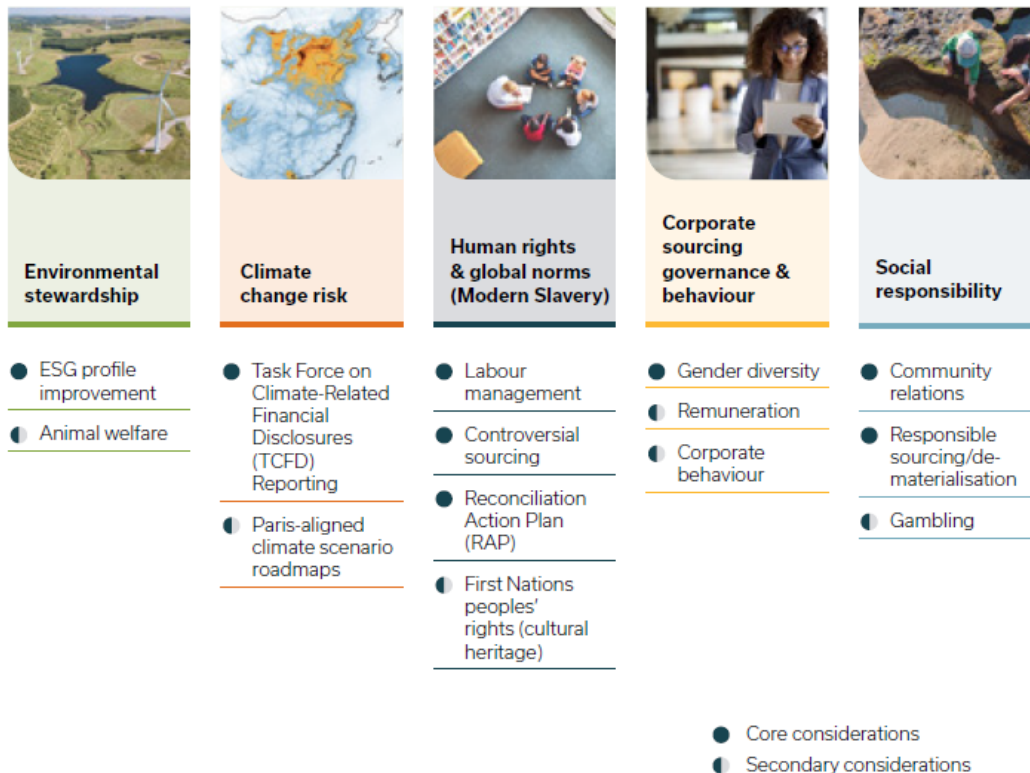 Environmental
stewardship
ESG profile
improvement
Animal welfare
Climate
change risk
Task Force on
Climate-Related
Financial
Disclosures
(TCFD)
Reporting
Paris-aligned
climate scenario
roadmaps
Human rights
& global norms
(Modern Slavery)
Labour
management
Controversial
sourcing
Reconciliation
Action Plan
(RAP)
First Nations
peoples'
rights (cultural
heritage)
Corporate
sourcing
governance &
behaviour
Gender diversity
Remuneration
Corporate
behaviour
Social
responsibility
Community
relations
Responsible
sourcing/de-
materialisation
Gambling
Core considerations
Secondary considerations